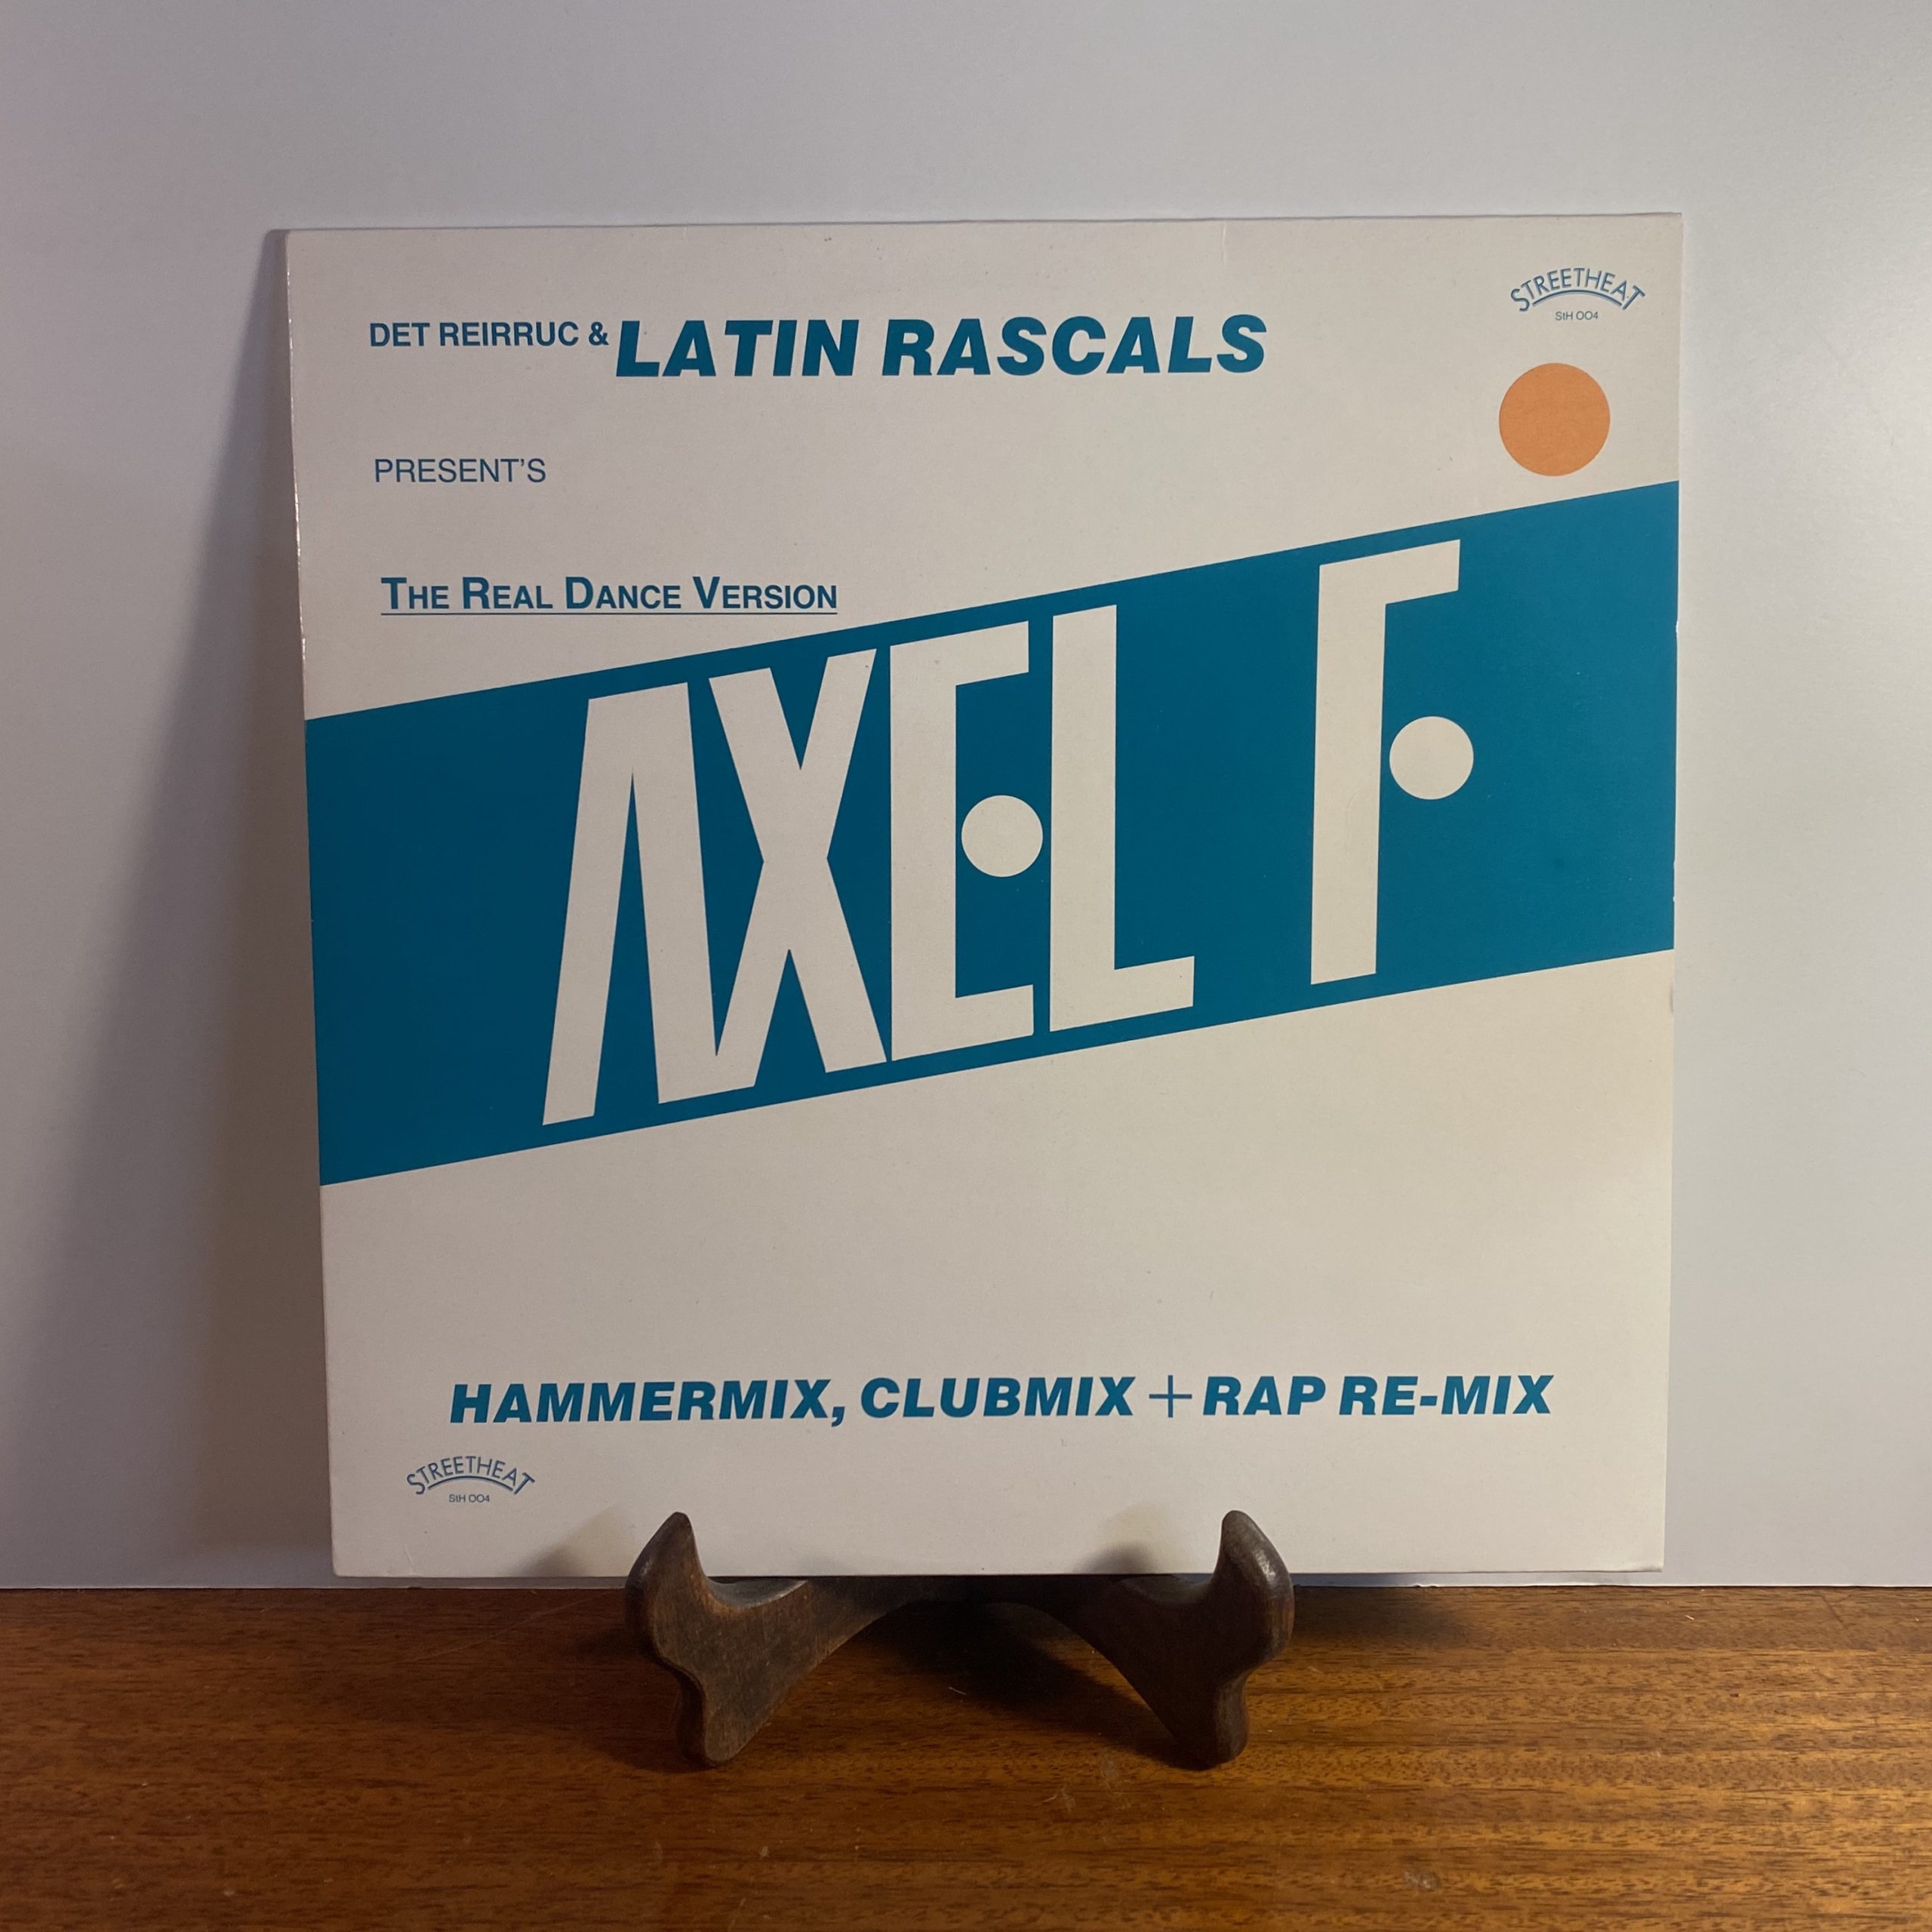 STREETHEAT
StH 004
DET REIRRUC & LATIN RASCALS
PRESENT'S
THE REAL DANCE VERSION
AXEL F
HAMMERMIX, CLUBMIX + RAP RE-MIX
STREETHEAT
StH 004